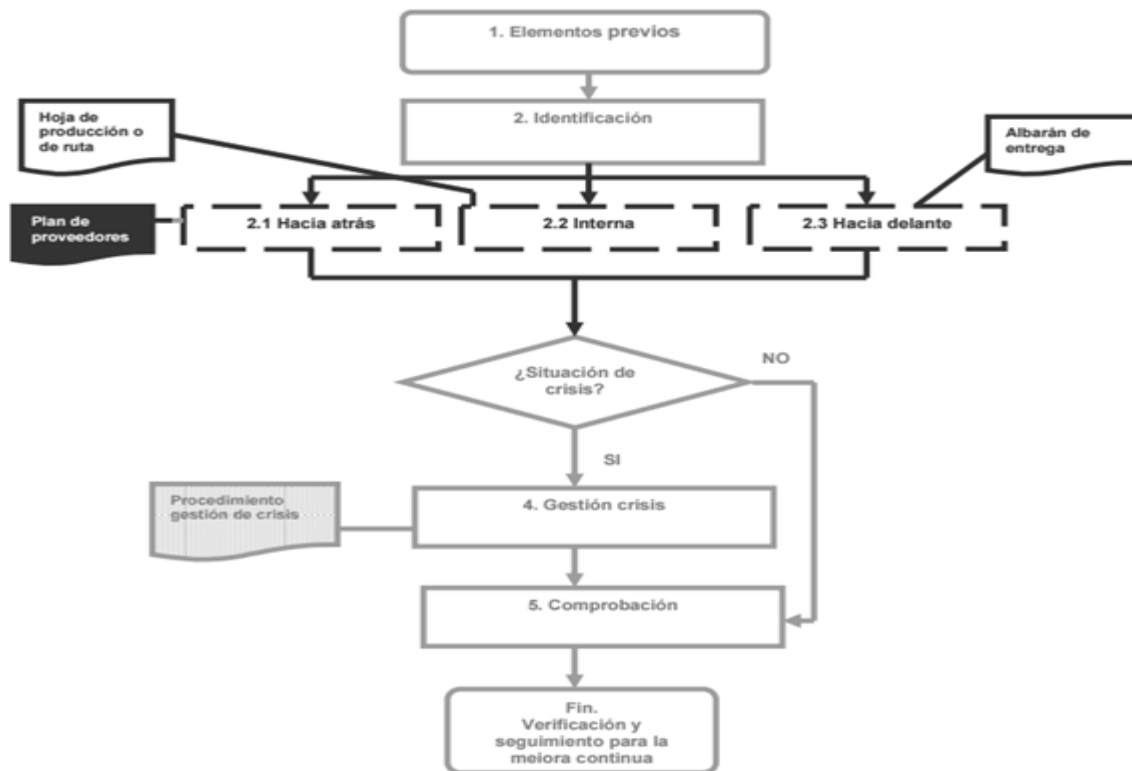 1. Elementos previos
2. Identificación
Hoja de
producción o
de ruta
Albarán de
entrega
Plan de
proveedores
2.1 Hacia atrás
2.2 Interna
2.3 Hacia delante
¿Situación de
crisis?
NO
SI
Procedimiento
gestión de crisis
4. Gestión crisis
5. Comprobación
Fin.
Verificación y
seguimiento para la
mejora continua